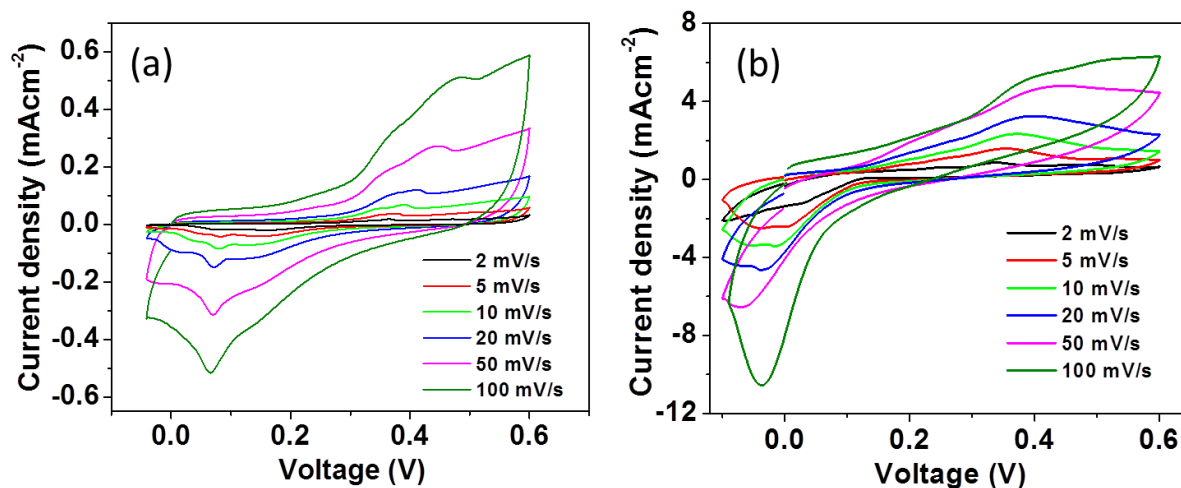 (a)
Current density (mAcm-2)
0.6
0.4
0.2
0.0
-0.2
-0.4
-0.6
2 mV/s
5 mV/s
10 mV/s
20 mV/s
50 mV/s
100 mV/s
0.0 0.2 0.4 0.6
Voltage (V)
(b)
Current density (mAcm-2)
8
4
0
-4
-8
-12
2 mV/s
5 mV/s
10 mV/s
20 mV/s
50 mV/s
100 mV/s
0.0 0.2 0.4 0.6
Voltage (V)